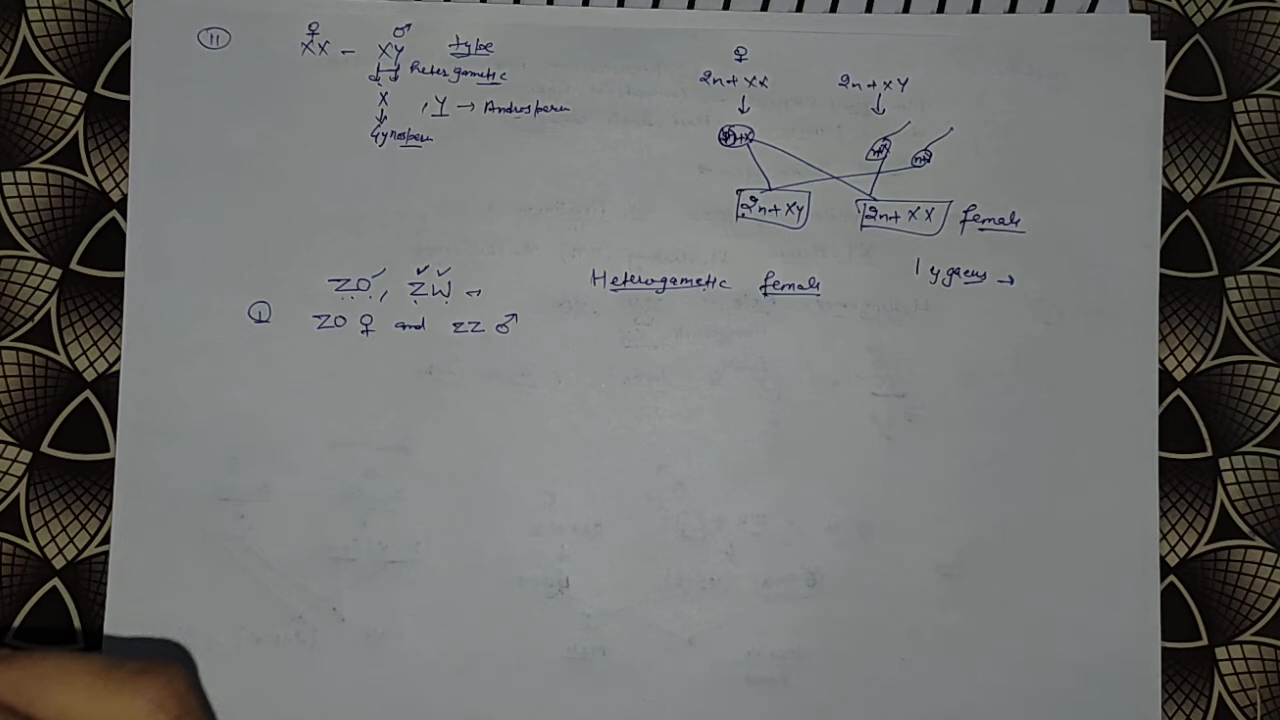 11 ♀ XX - ♂ XY type
Heterogametic
X , Y → Androsperm
↓
Gynosperm
♀
2n+XX 2n+XY
↓ ↓
2n+XY 2n+XX female
ZO, ZW → Heterogametic female lygaeus →
1 ZO ♀ and ZZ ♂